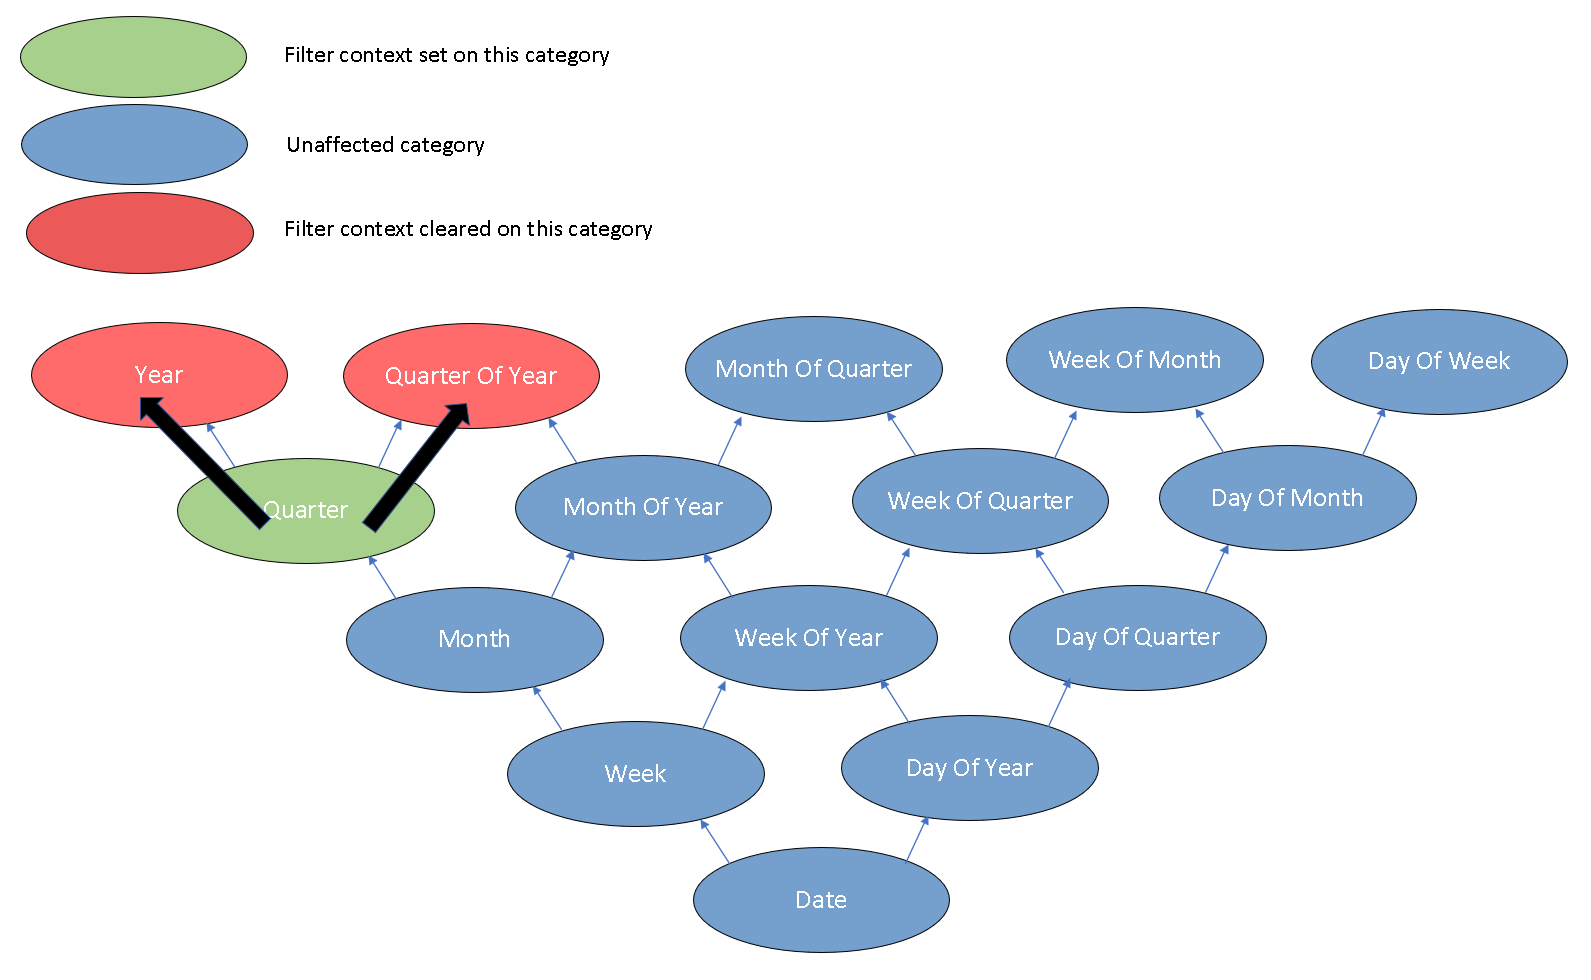 Filter context set on this category
Unaffected category
Filter context cleared on this category
Year
Quarter Of Year
Month Of Quarter
Week Of Month
Day Of Week
Quarter
Month Of Year
Week Of Quarter
Day Of Month
Month
Week Of Year
Day Of Quarter
Week
Day Of Year
Date